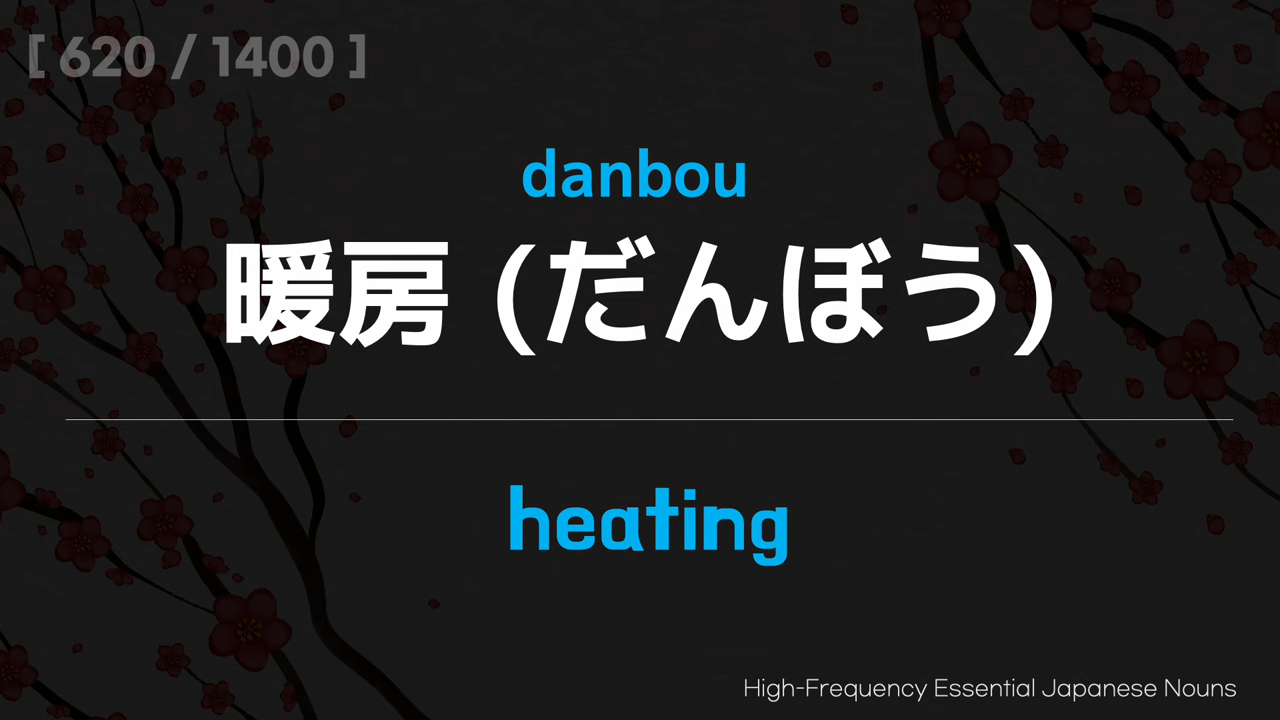 [ 620 / 1400 ]
danbou
暖房 (だんぼう)
heating
High-Frequency Essential Japanese Nouns